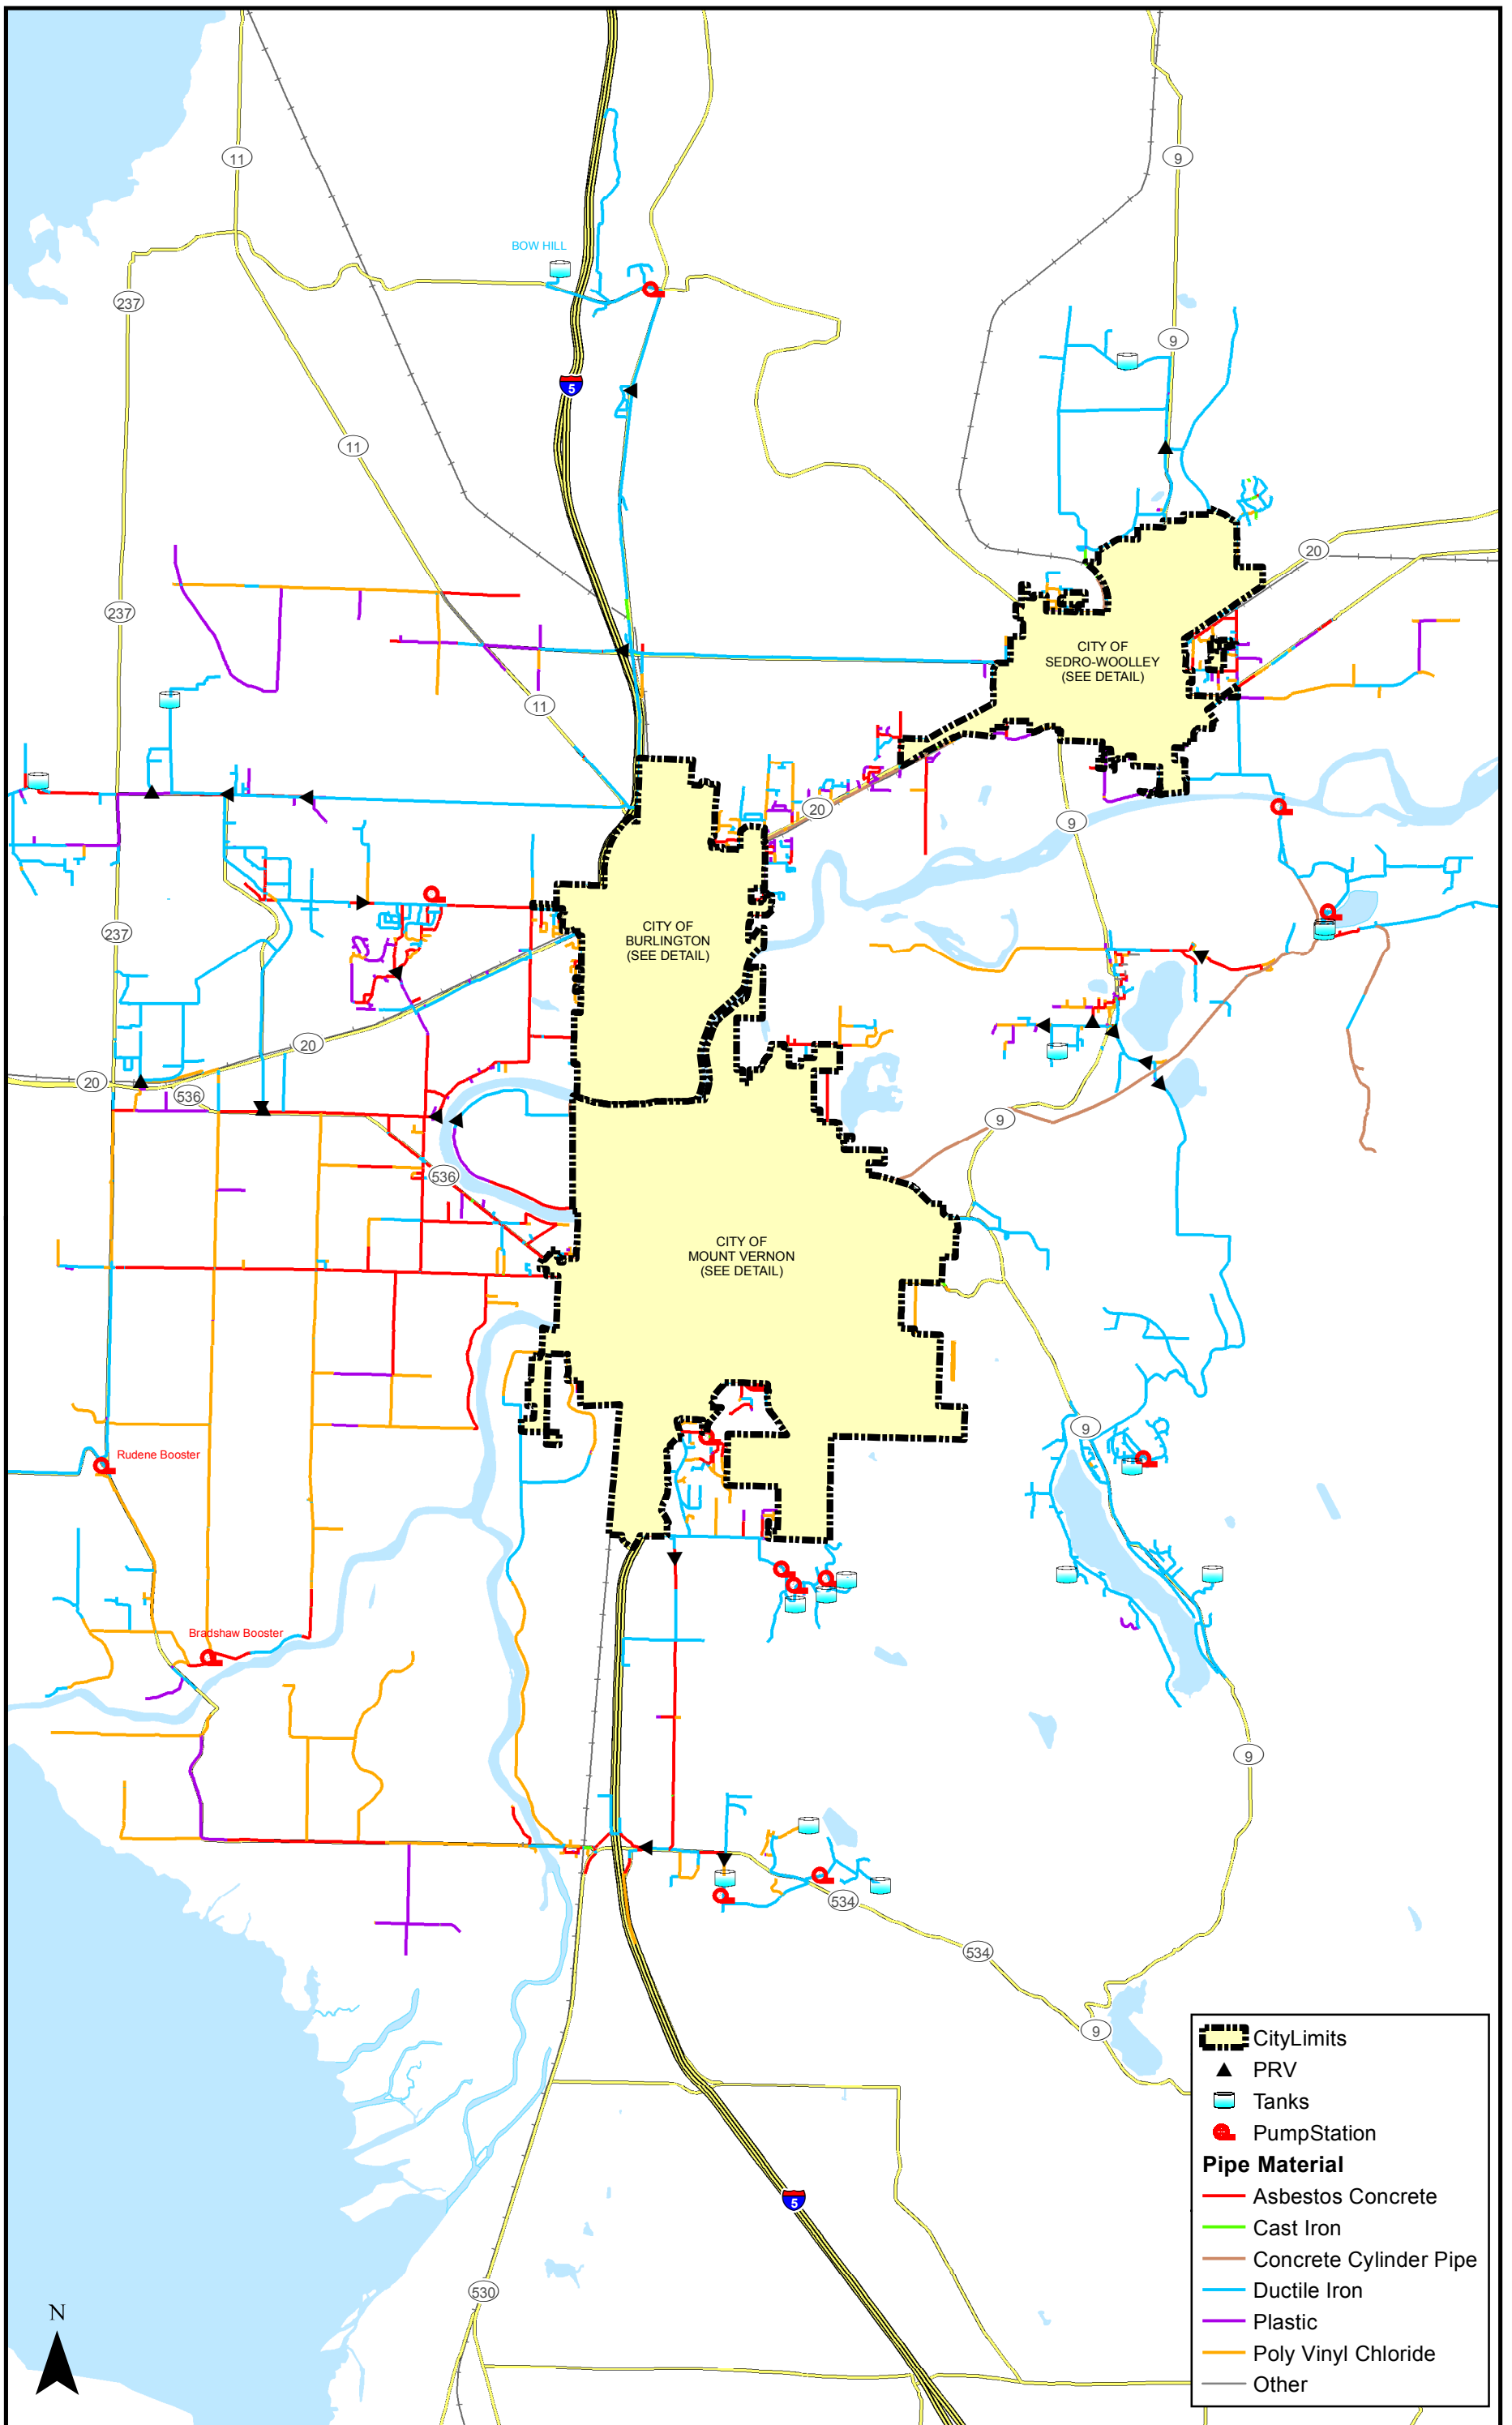 11
9
BOW HILL
237
9
5
11
20
237
CITY OF
SEDRO-WOOLLEY
(SEE DETAIL)
11
20
9
237
CITY OF
BURLINGTON
(SEE DETAIL)
20
20
536
9
536
CITY OF
MOUNT VERNON
(SEE DETAIL)
9
Rudene Booster
Bradshaw Booster
9
534
534
9
5
530
N
CityLimits
PRV
Tanks
PumpStation
Pipe Material
Asbestos Concrete
Cast Iron
Concrete Cylinder Pipe
Ductile Iron
Plastic
Poly Vinyl Chloride
Other